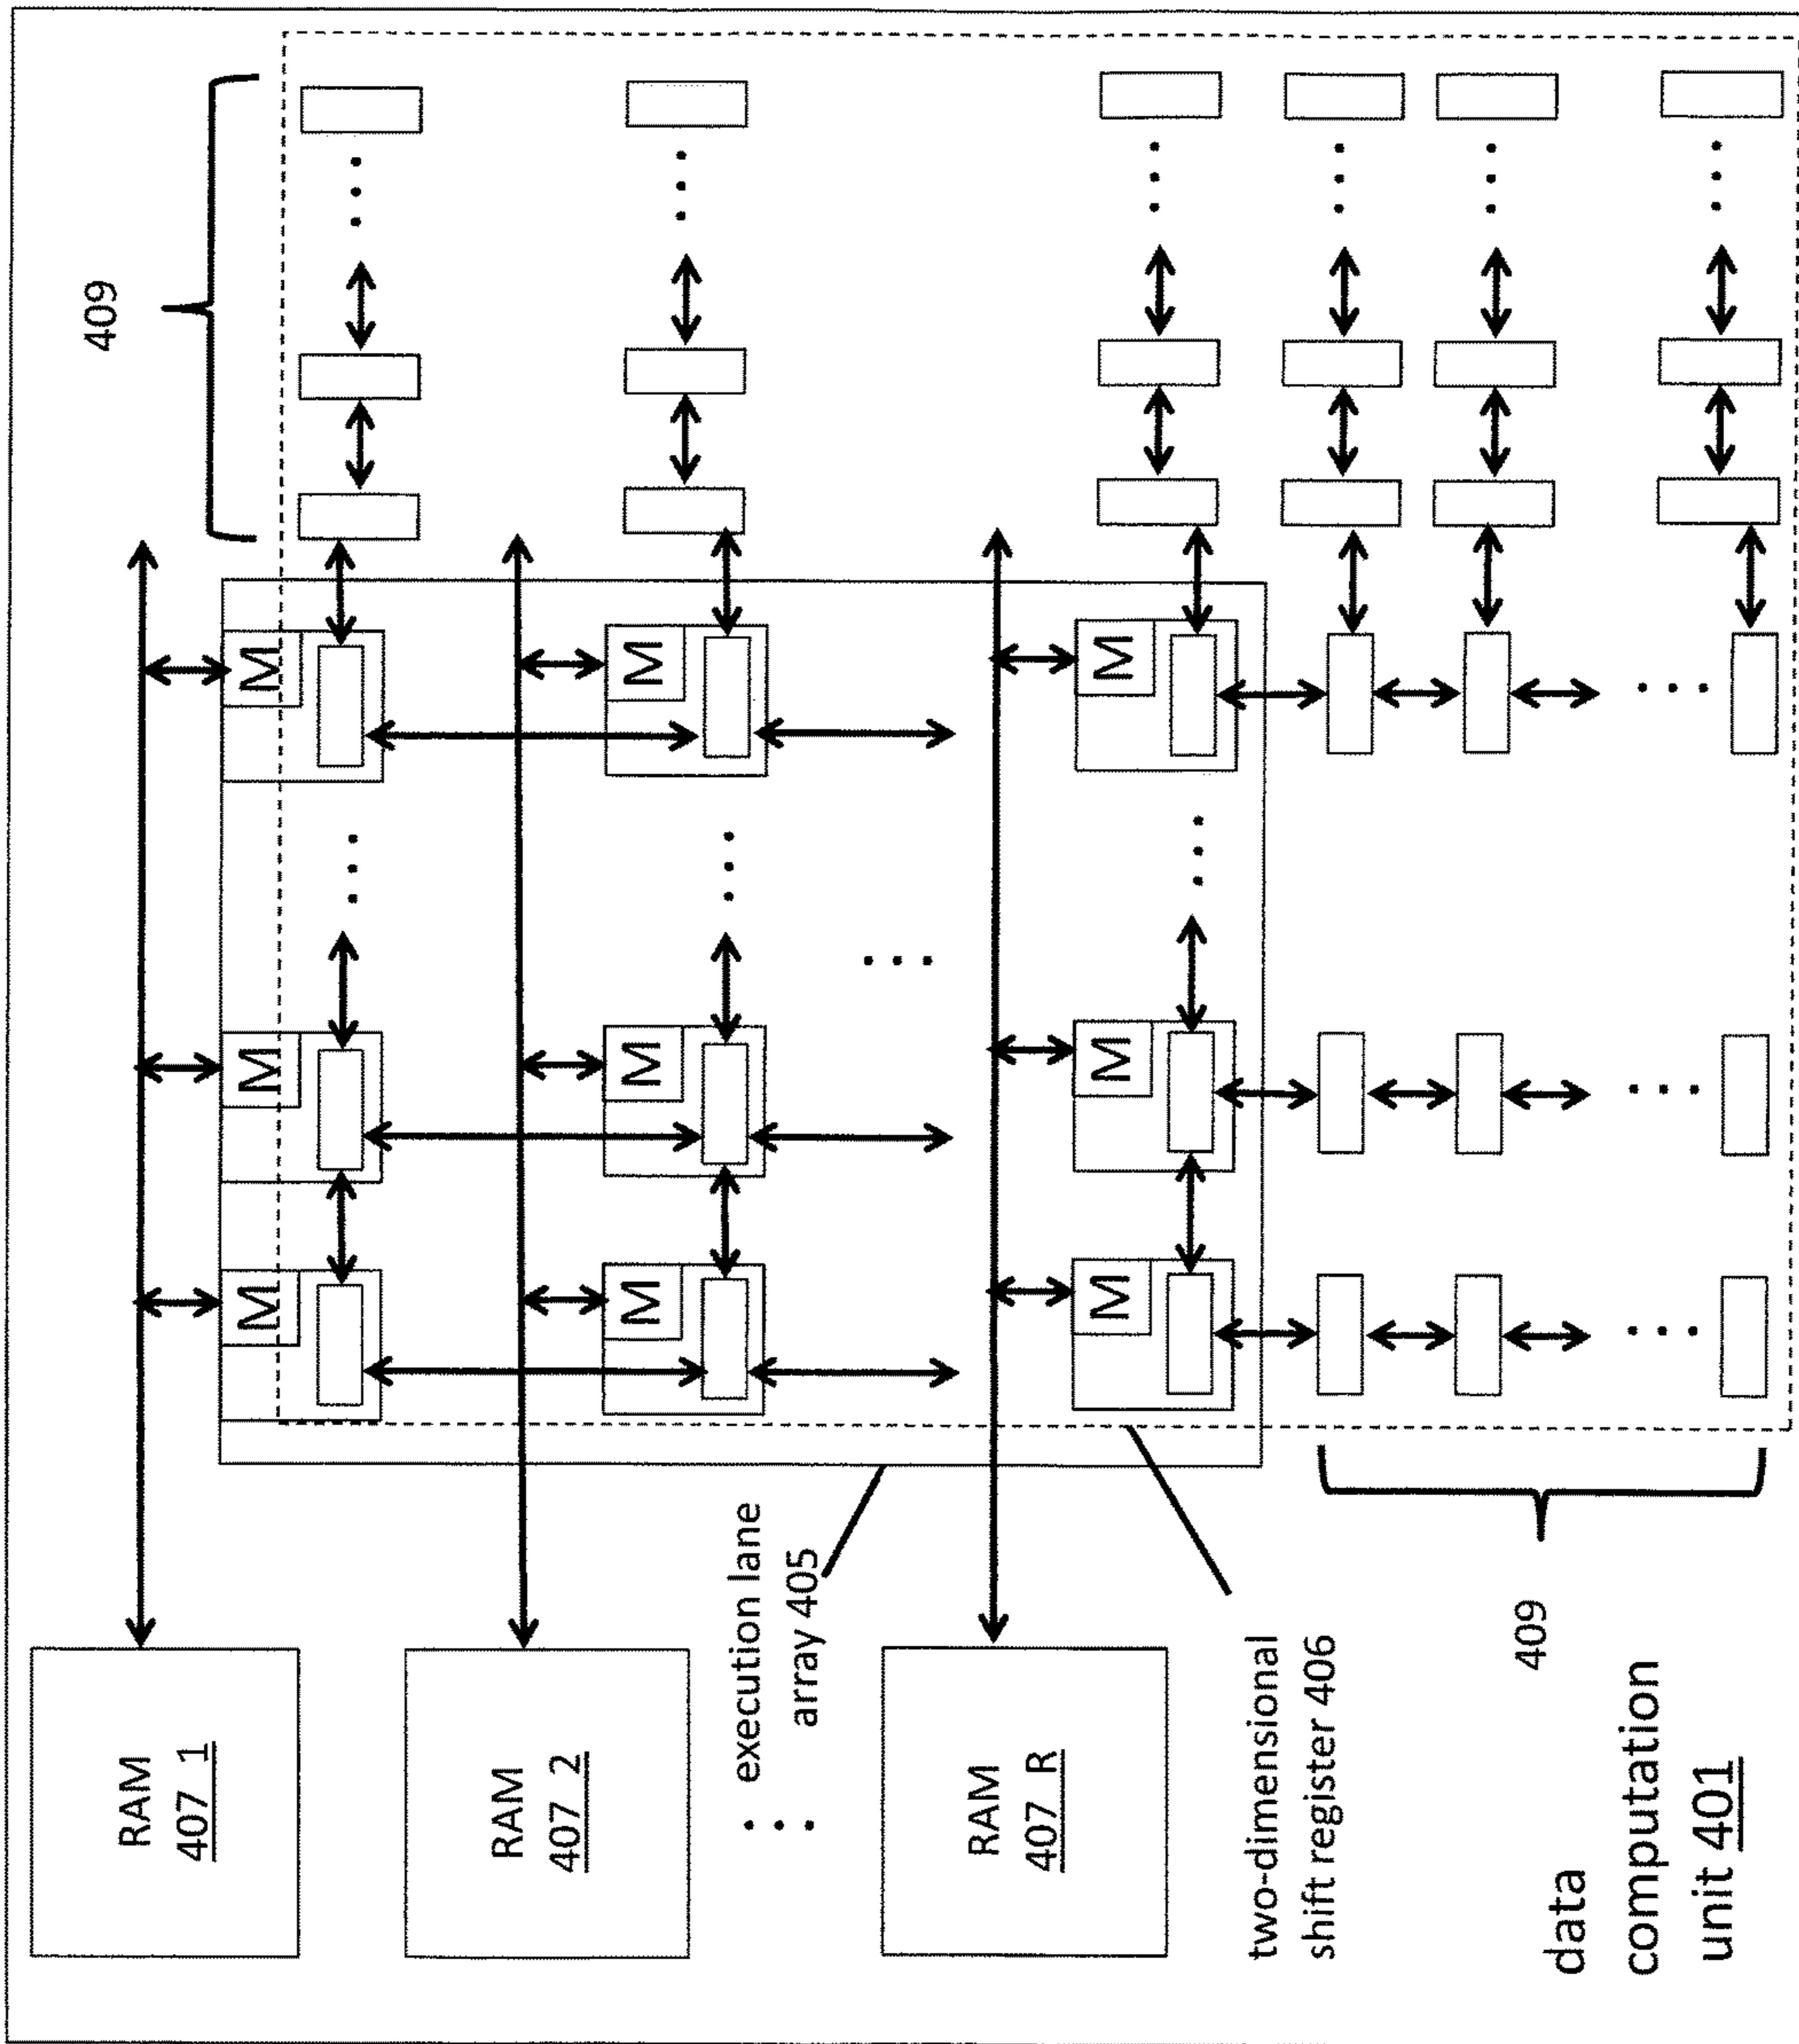 409
RAM
407_1
M
M
M
RAM
407_2
M
M
M
execution lane
array 405
RAM
407_R
M
M
M
two-dimensional
shift register 406
409
data
computation
unit 401